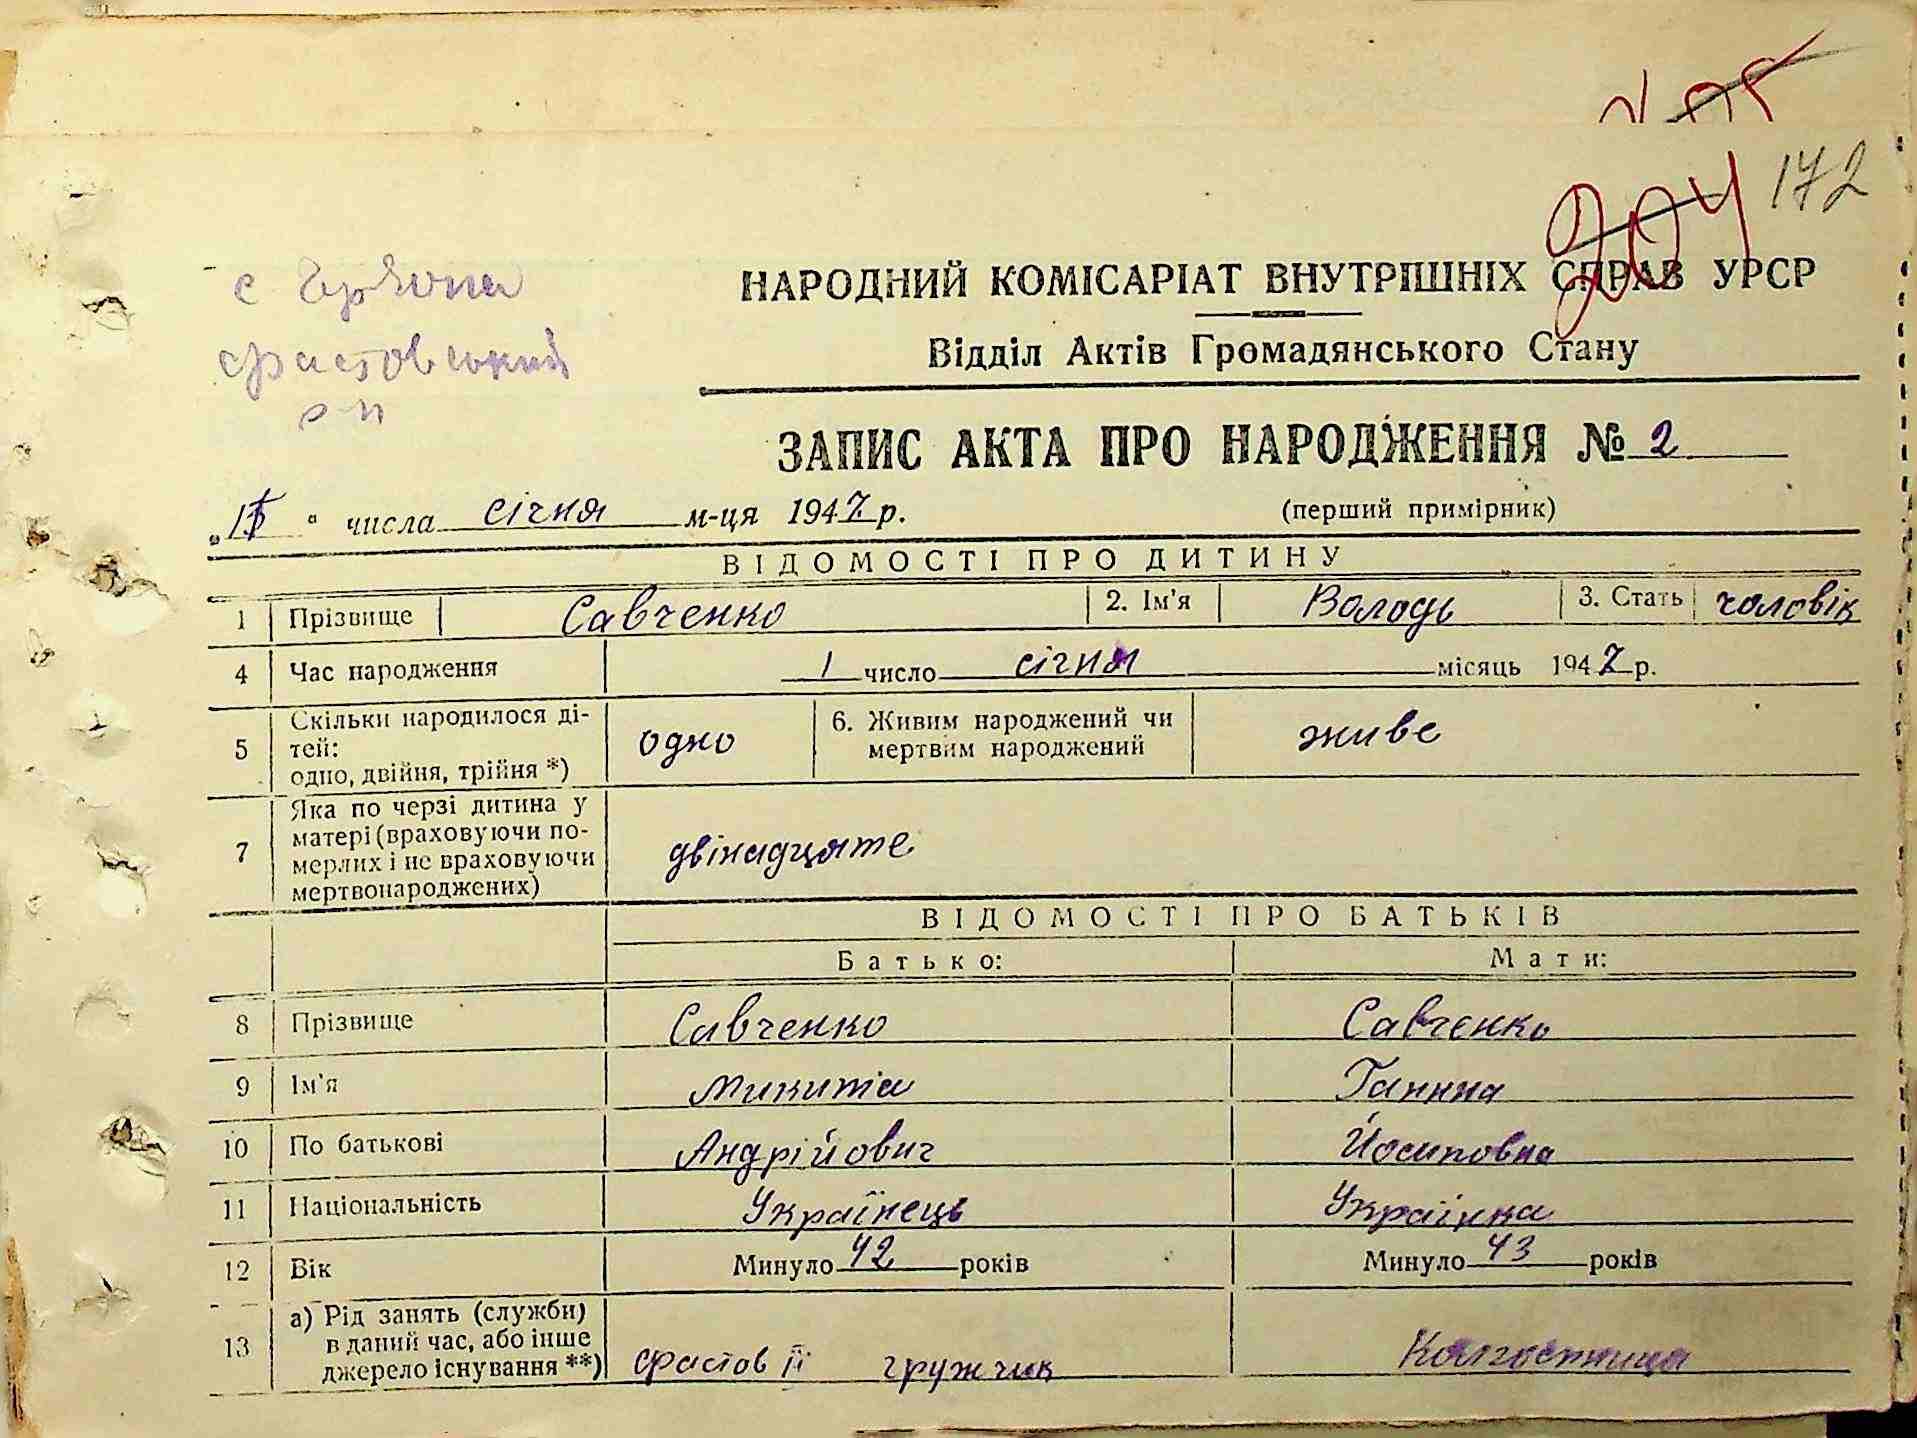 204 172
с
Фастовський
р-н
НАРОДНИЙ КОМІСАРІАТ ВНУТРІШНІХ СПРАВ УРСР
Відділ Актів Громадянського Стану
ЗАПИС АКТА ПРО НАРОДЖЕННЯ № 2
„15" числа січня м-ця 1947 р. (перший примірник)
ВІДОМОСТІ ПРО ДИТИНУ
1 Прізвище Савченко 2. Ім'я Володь 3. Стать чоловік
4 Час народження 1 число січня місяць 1947 р.
5 Скільки народилося ді-
тей:
одно, двійня, трійня *) одно 6. Живим народжений чи
мертвим народжений живе
7 Яка по черзі дитина у
матері (враховуючи по-
мерлих і не враховуючи
мертвонароджених) двінадцяте
ВІДОМОСТІ ПРО БАТЬКІВ
Батько: Мати:
8 Прізвище Савченко Савченко
9 Ім'я Микита Ганна
10 По батькові Андрійович Йосиповна
11 Національність Українець Українка
12 Вік Минуло 42 років Минуло 43 років
13 а) Рід занять (служби)
в даний час, або інше
джерело існування **) Фастов II гружчик Колгостница